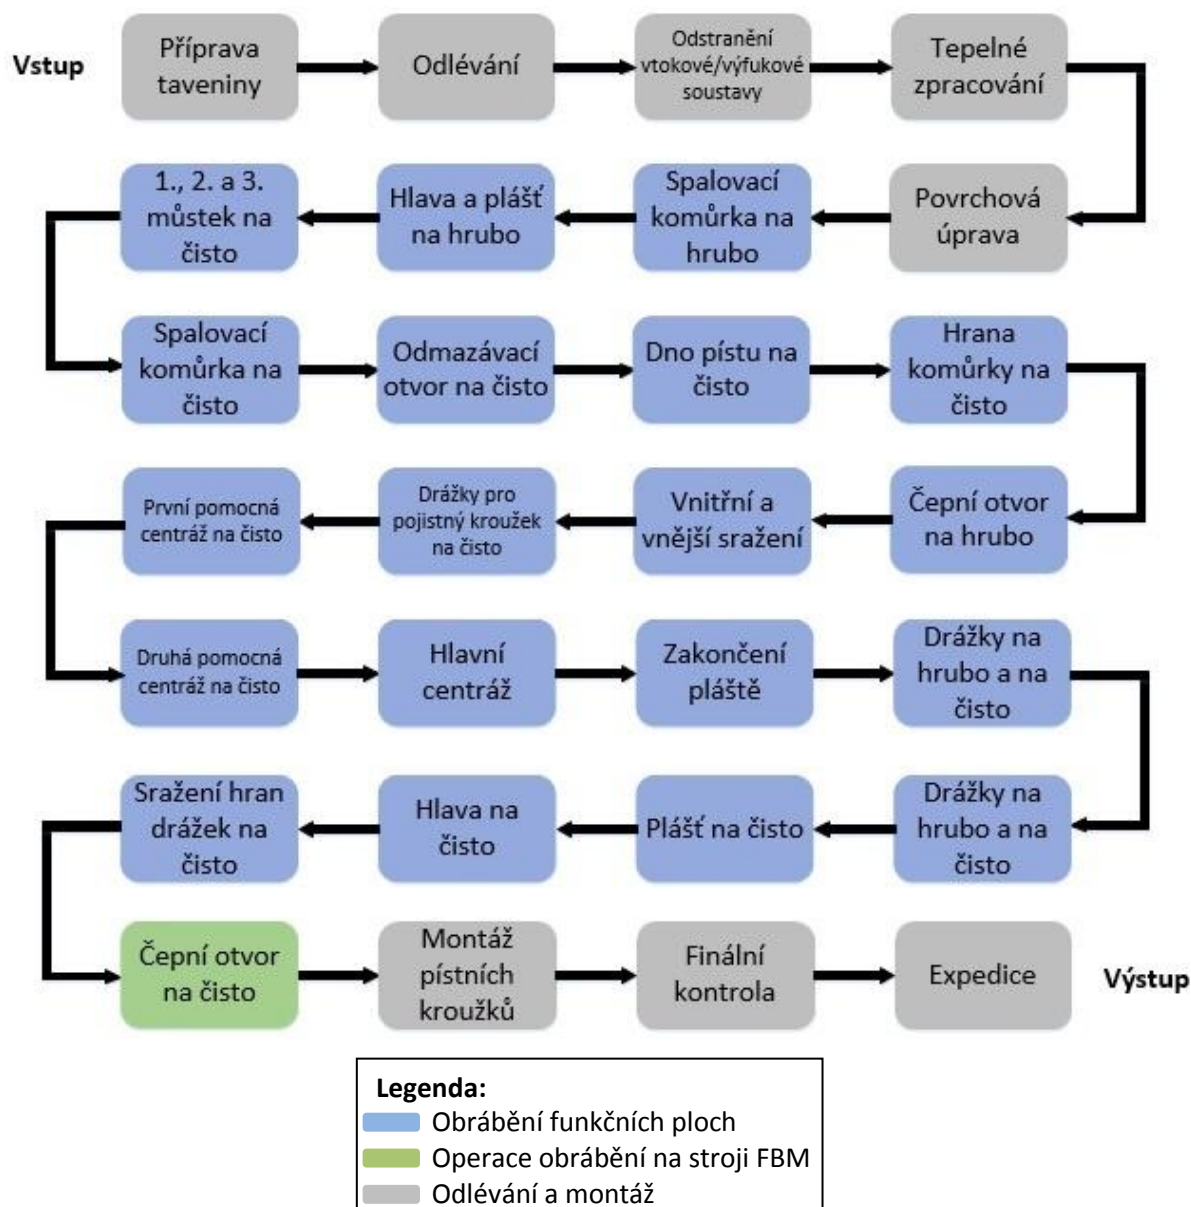 Vstup
Příprava
taveniny
Odlévání
Odstranění
vtokové/výfukové
soustavy
Tepelné
zpracování
1., 2. a 3.
můstek na
čisto
Hlava a plášť
na hrubo
Spalovací
komůrka na
hrubo
Povrchová
úprava
Spalovací
komůrka na
čisto
Odmazávací
otvor na čisto
Dno pístu na
čisto
Hrana
komůrky na
čisto
První pomocná
centráž na čisto
Drážky pro
pojistný kroužek
na čisto
Vnitřní a
vnější sražení
Čepní otvor
na hrubo
Druhá pomocná
centráž na čisto
Hlavní
centráž
Zakončení
pláště
Drážky na
hrubo a na
čisto
Sražení hran
drážek na
čisto
Hlava na
čisto
Plášť na čisto
Drážky na
hrubo a na
čisto
Čepní otvor
na čisto
Montáž
pístních
kroužků
Finální
kontrola
Expedice
Výstup
Legenda:
Obrábění funkčních ploch
Operace obrábění na stroji FBM
Odlévání a montáž